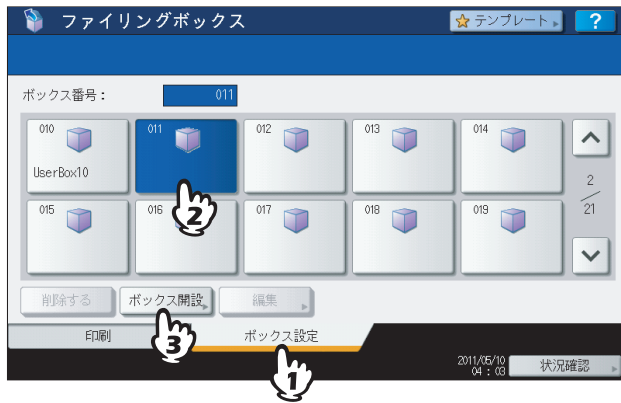 ファイリングボックス
テンプレート
?
ボックス番号：
011
010
UserBox10
011
012
013
014
2
21
015
016
017
018
019
2
削除する
ボックス開設
編集
3
印刷
ボックス設定
1
2011/05/10
04 : 03
状況確認